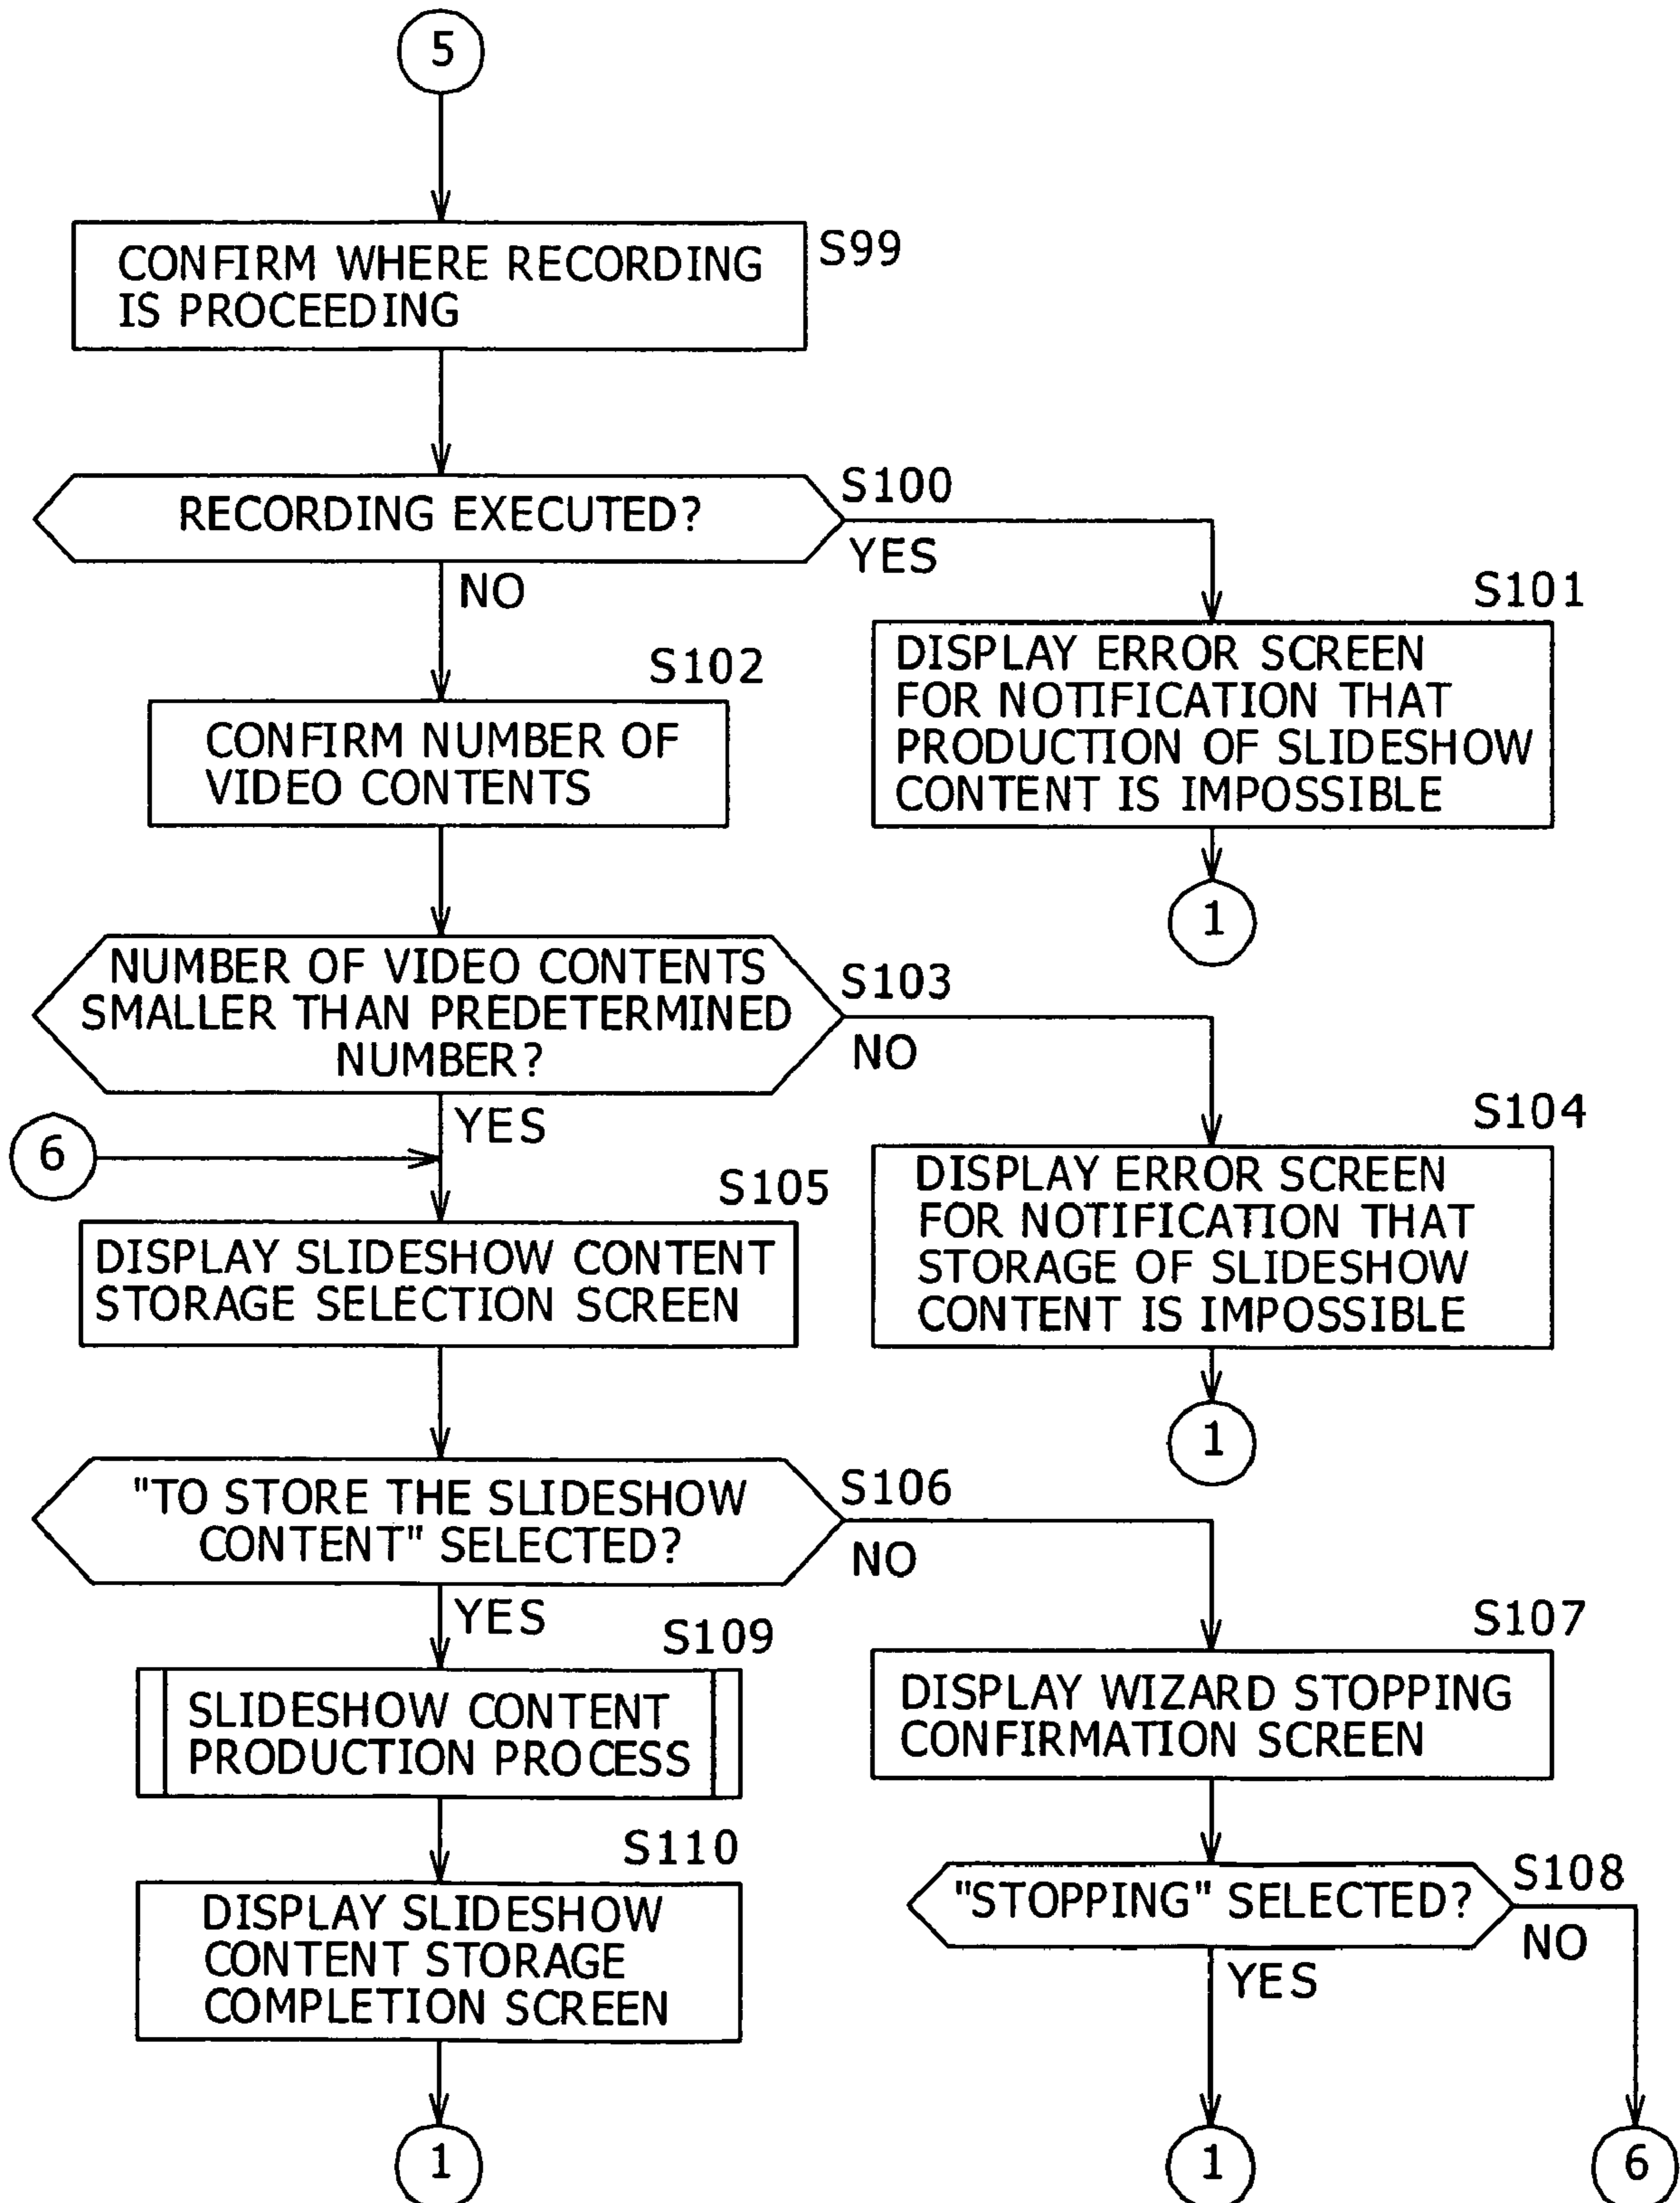 5
CONFIRM WHERE RECORDING
IS PROCEEDING
S99
RECORDING EXECUTED?
S100
YES
NO
S101
DISPLAY ERROR SCREEN
FOR NOTIFICATION THAT
PRODUCTION OF SLIDESHOW
CONTENT IS IMPOSSIBLE
1
S102
CONFIRM NUMBER OF
VIDEO CONTENTS
NUMBER OF VIDEO CONTENTS
SMALLER THAN PREDETERMINED
NUMBER?
S103
NO
YES
6
S104
DISPLAY ERROR SCREEN
FOR NOTIFICATION THAT
STORAGE OF SLIDESHOW
CONTENT IS IMPOSSIBLE
1
S105
DISPLAY SLIDESHOW CONTENT
STORAGE SELECTION SCREEN
"TO STORE THE SLIDESHOW
CONTENT" SELECTED?
S106
NO
YES
S107
DISPLAY WIZARD STOPPING
CONFIRMATION SCREEN
"STOPPING" SELECTED?
S108
NO
YES
1
6
S109
SLIDESHOW CONTENT
PRODUCTION PROCESS
S110
DISPLAY SLIDESHOW
CONTENT STORAGE
COMPLETION SCREEN
1